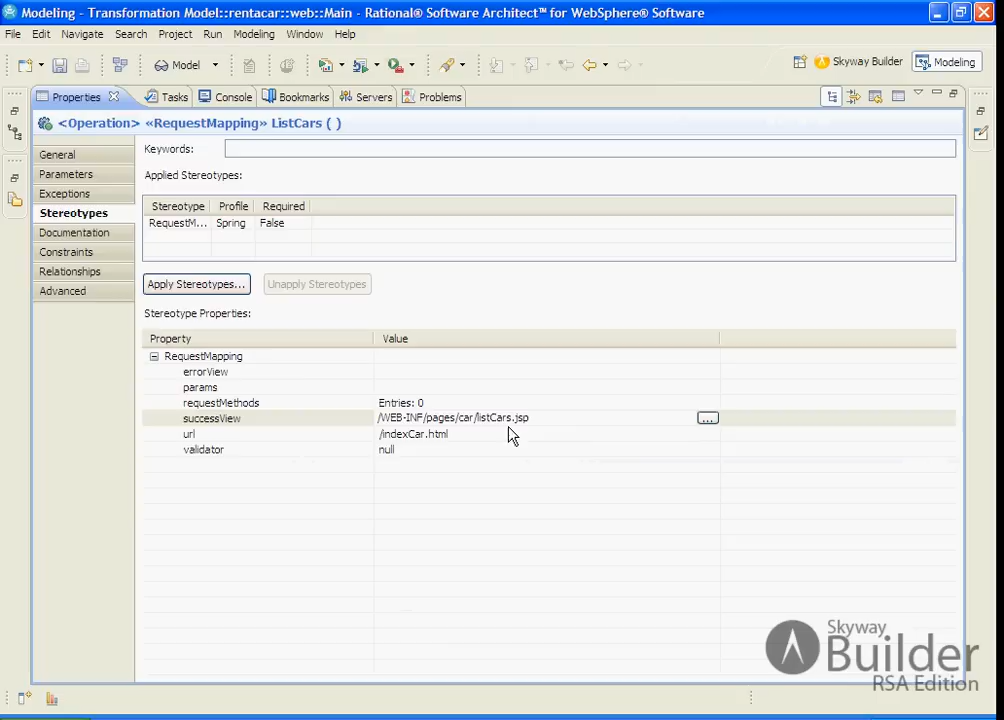 Modeling - Transformation Model::rentacar::web::Main - Rational® Software Architect™ for WebSphere® Software
File Edit Navigate Search Project Run Modeling Window Help
Model Skyway Builder Modeling
Properties Tasks Console Bookmarks Servers Problems
<Operation> «RequestMapping» ListCars ( )
General
Parameters
Exceptions
Stereotypes
Documentation
Constraints
Relationships
Advanced
Keywords:
Applied Stereotypes:
Stereotype Profile Required
RequestM... Spring False
Apply Stereotypes... Unapply Stereotypes
Stereotype Properties:
Property Value
RequestMapping
errorView
params
requestMethods Entries: 0
successView /WEB-INF/pages/car/listCars.jsp ...
url /indexCar.html
validator null
Skyway
Builder
RSA Edition